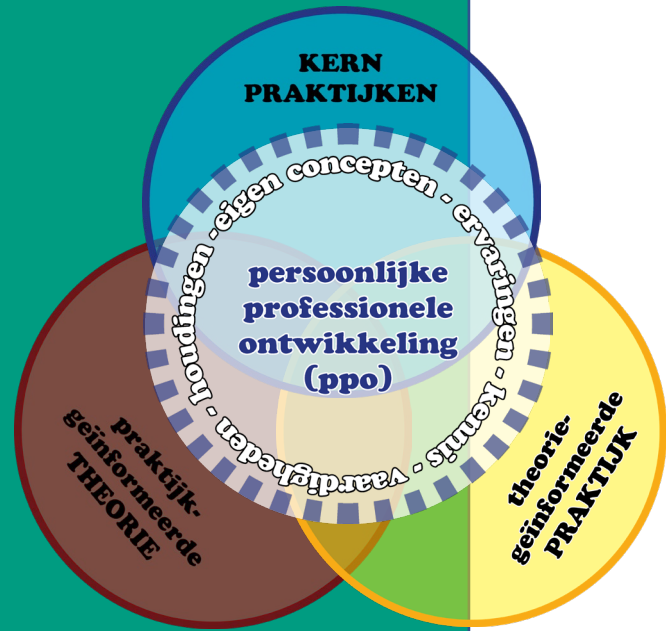 KERN
PRAKTIJKEN
- eigen concepten - ervaringen - kennis - vaardigheden - houdingen
persoonlijke
professionele
ontwikkeling
(ppo)
praktijk-
geïnformeerde
THEORIE
theorie-
geïnformeerde
PRAKTIJK